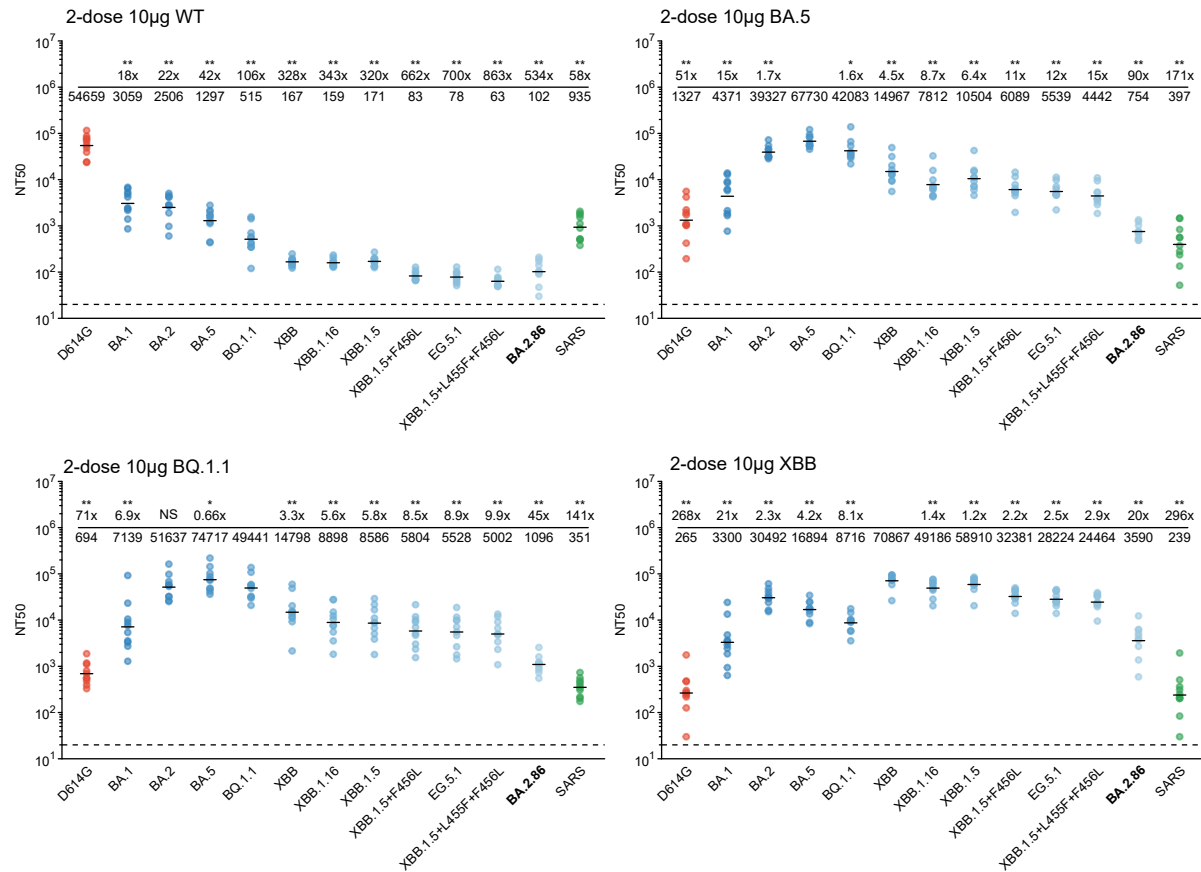 2-dose 10µg WT
** ** ** ** ** ** ** ** ** ** ** **
18x 22x 42x 106x 328x 343x 320x 662x 700x 863x 534x 58x
54659 3059 2506 1297 515 167 159 171 83 78 63 102 935
NT50
10^7
10^6
10^5
10^4
10^3
10^2
10^1
D614G BA.1 BA.2 BA.5 BQ.1.1 XBB XBB.1.16 XBB.1.5 XBB.1.5+F456L EG.5.1 XBB.1.5+L455F+F456L BA.2.86 SARS
2-dose 10µg BA.5
** ** ** * ** ** ** ** ** ** ** **
51x 15x 1.7x 1.6x 4.5x 8.7x 6.4x 11x 12x 15x 90x 171x
1327 4371 39327 67730 42083 14967 7812 10504 6089 5539 4442 754 397
NT50
10^7
10^6
10^5
10^4
10^3
10^2
10^1
D614G BA.1 BA.2 BA.5 BQ.1.1 XBB XBB.1.16 XBB.1.5 XBB.1.5+F456L EG.5.1 XBB.1.5+L455F+F456L BA.2.86 SARS
2-dose 10µg BQ.1.1
** ** * ** ** ** ** ** ** ** **
71x 6.9x NS 0.66x 3.3x 5.6x 5.8x 8.5x 8.9x 9.9x 45x 141x
694 7139 51637 74717 49441 14798 8898 8586 5804 5528 5002 1096 351
NT50
10^7
10^6
10^5
10^4
10^3
10^2
10^1
D614G BA.1 BA.2 BA.5 BQ.1.1 XBB XBB.1.16 XBB.1.5 XBB.1.5+F456L EG.5.1 XBB.1.5+L455F+F456L BA.2.86 SARS
2-dose 10µg XBB
** ** ** ** ** ** ** ** ** ** ** **
268x 21x 2.3x 4.2x 8.1x 1.4x 1.2x 2.2x 2.5x 2.9x 20x 296x
265 3300 30492 16894 8716 70867 49186 58910 32381 28224 24464 3590 239
NT50
10^7
10^6
10^5
10^4
10^3
10^2
10^1
D614G BA.1 BA.2 BA.5 BQ.1.1 XBB XBB.1.16 XBB.1.5 XBB.1.5+F456L EG.5.1 XBB.1.5+L455F+F456L BA.2.86 SARS